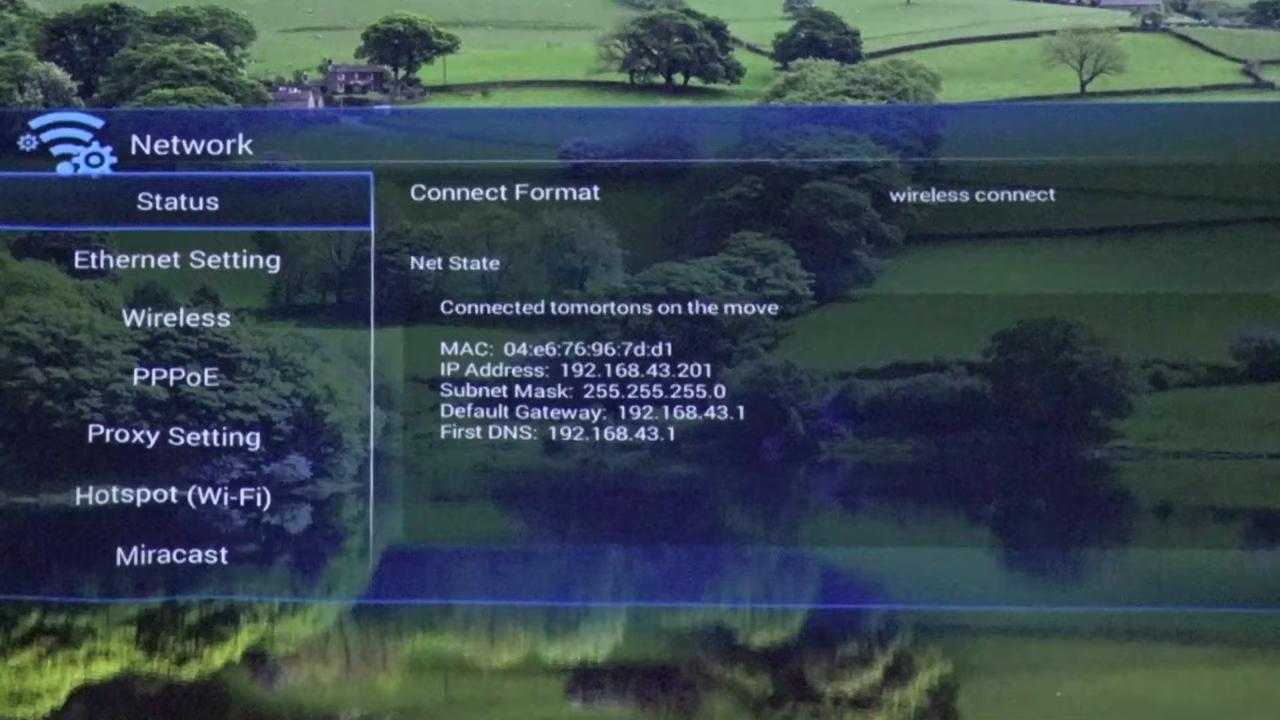 Network
Status
Ethernet Setting
Wireless
PPPoE
Proxy Setting
Hotspot (Wi-Fi)
Miracast
Connect Format
wireless connect
Net State
Connected tomortons on the move
MAC: 04:e6:76:96:7d:d1
IP Address: 192.168.43.201
Subnet Mask: 255.255.255.0
Default Gateway: 192.168.43.1
First DNS: 192.168.43.1